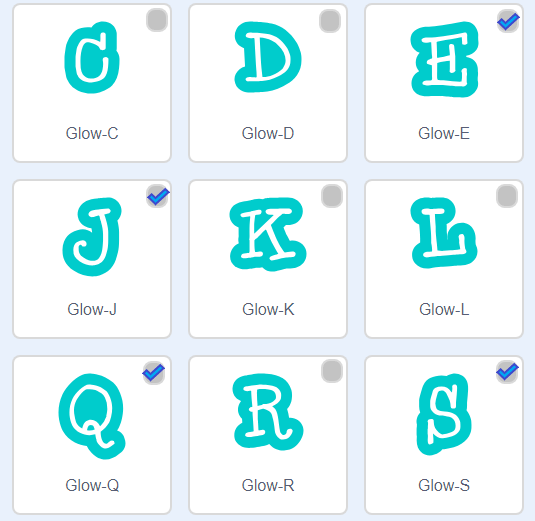 C D E
Glow-C Glow-D Glow-E
J K L
Glow-J Glow-K Glow-L
Q R S
Glow-Q Glow-R Glow-S